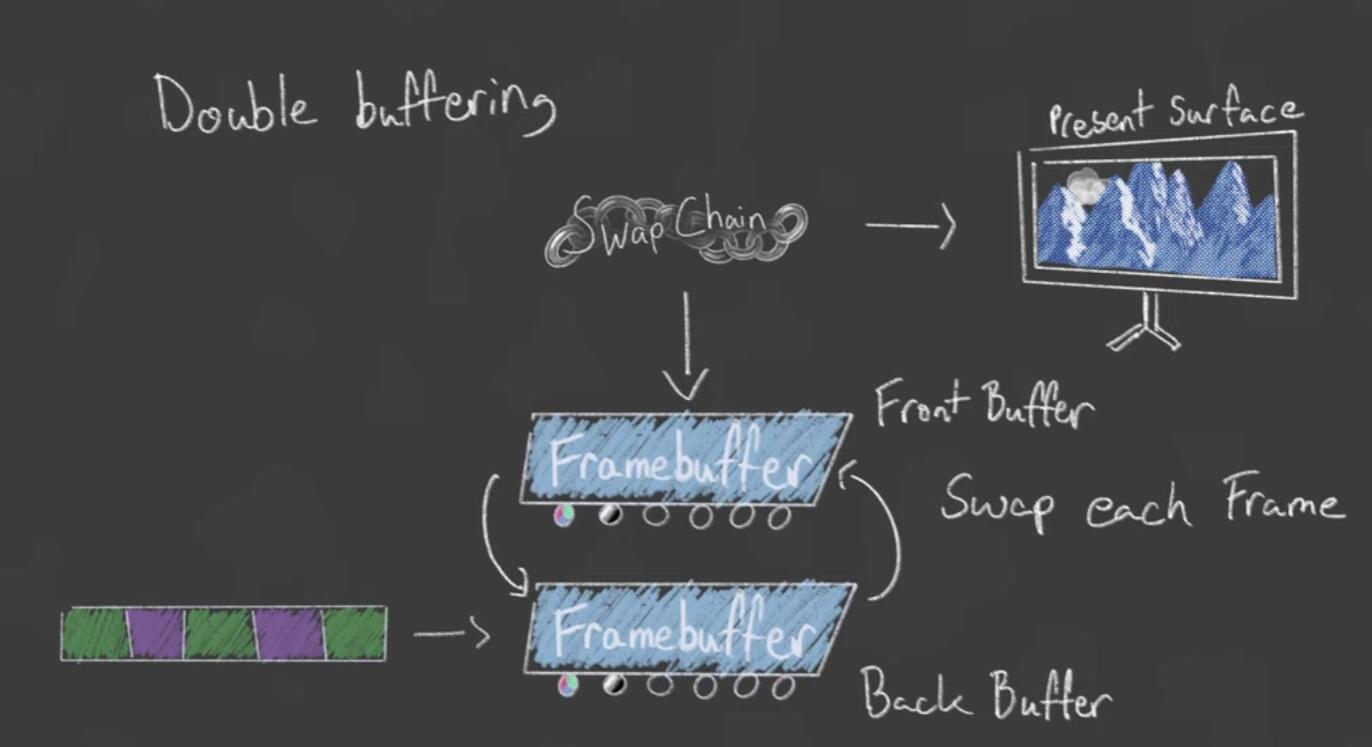 Double buffering
Present Surface
Swap Chain
Front Buffer
Framebuffer
Swap each Frame
Framebuffer
Back Buffer